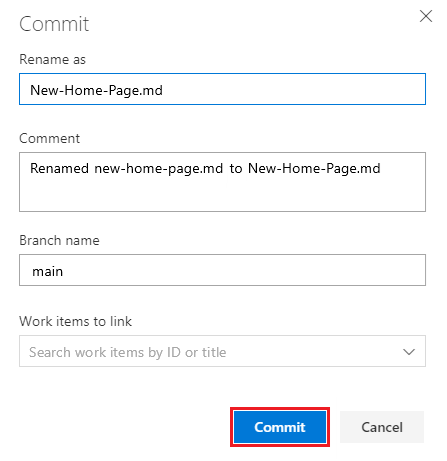 Commit
Rename as
New-Home-Page.md
Comment
Renamed new-home-page.md to New-Home-Page.md
Branch name
main
Work items to link
Search work items by ID or title
Commit
Cancel